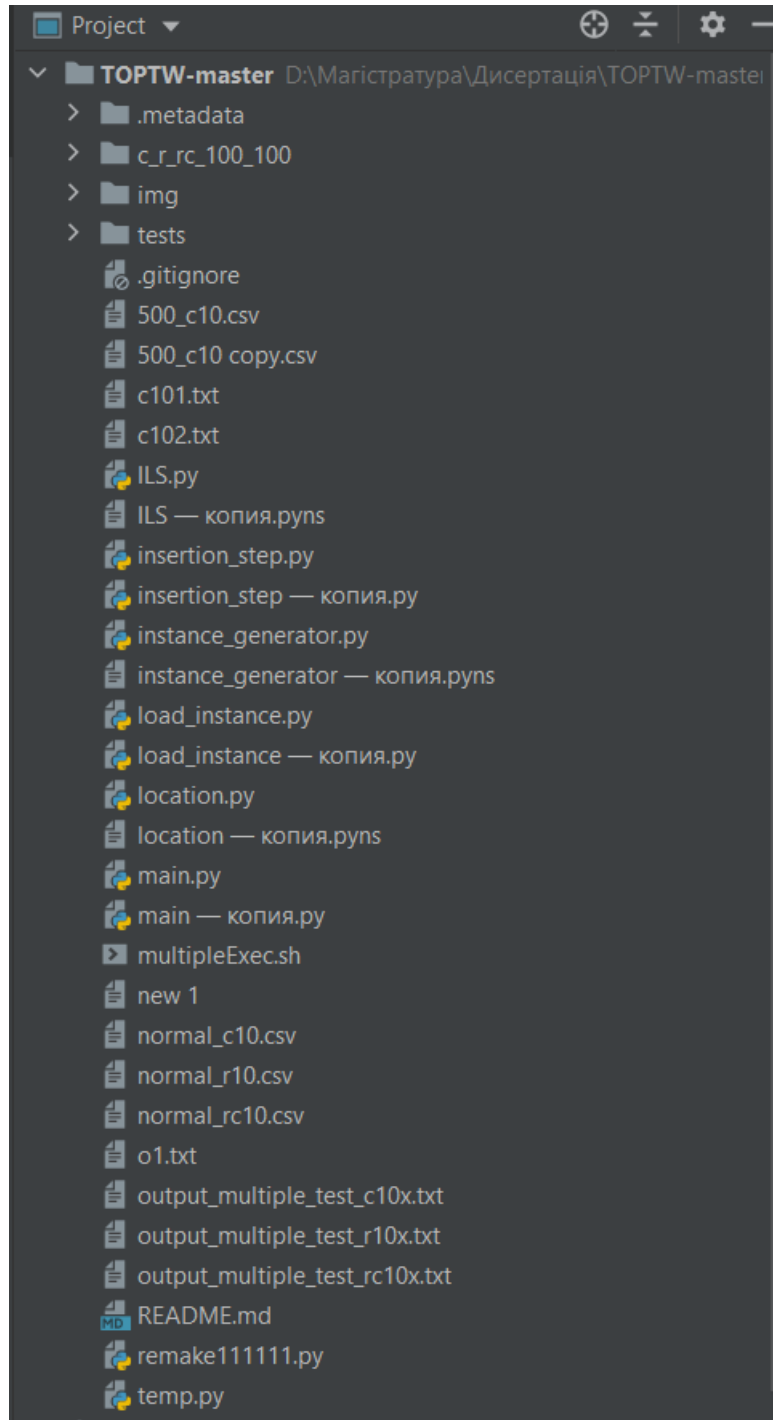 Project
TOPTW-master D:\Магістратура\Дисертація\TOPTW-master
.metadata
c_r_rc_100_100
img
tests
.gitignore
500_c10.csv
500_c10 copy.csv
c101.txt
c102.txt
ILS.py
ILS — копия.pyns
insertion_step.py
insertion_step — копия.py
instance_generator.py
instance_generator — копия.pyns
load_instance.py
load_instance — копия.py
location.py
location — копия.pyns
main.py
main — копия.py
multipleExec.sh
new 1
normal_c10.csv
normal_r10.csv
normal_rc10.csv
o1.txt
output_multiple_test_c10x.txt
output_multiple_test_r10x.txt
output_multiple_test_rc10x.txt
MD README.md
remake111111.py
temp.py